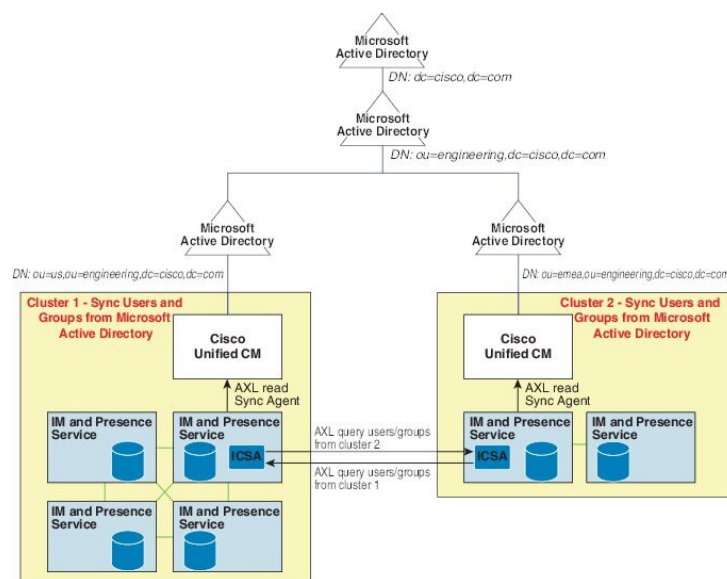 Microsoft
Active Directory
DN: dc=cisco,dc=com
Microsoft
Active Directory
DN: ou=engineering,dc=cisco,dc=com
Microsoft
Active Directory
DN: ou=us,ou=engineering,dc=cisco,dc=com
Microsoft
Active Directory
DN: ou=emea,ou=engineering,dc=cisco,dc=com
Cluster 1 - Sync Users and
Groups from Microsoft
Active Directory
Cisco
Unified CM
AXL read
Sync Agent
IM and Presence
Service
IM and Presence
Service
ICSA
IM and Presence
Service
IM and Presence
Service
AXL query users/groups
from cluster 2
AXL query users/groups
from cluster 1
Cluster 2 - Sync Users and
Groups from Microsoft
Active Directory
Cisco
Unified CM
AXL read
Sync Agent
IM and Presence
Service
ICSA
IM and Presence
Service